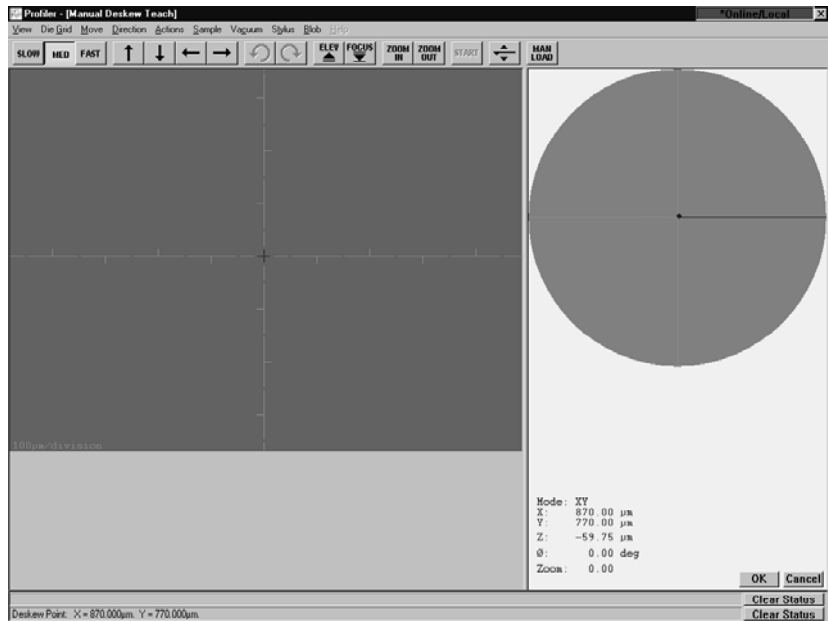 Profiler - [Manual Deskew Teach]
*Online/Local
View Die Grid Move Direction Actions Sample Vacuum Stylus Blob Help
SLOW MED FAST ELEV FOCUS ZOOM IN ZOOM OUT START MAN LOAD
100µm/division
Mode: XY
X: 870.00 µm
Y: 770.00 µm
Z: -59.75 µm
Ø: 0.00 deg
Zoom: 0.00
OK Cancel
Clear Status
Deskew Point: X = 870.000µm. Y = 770.000µm.
Clear Status